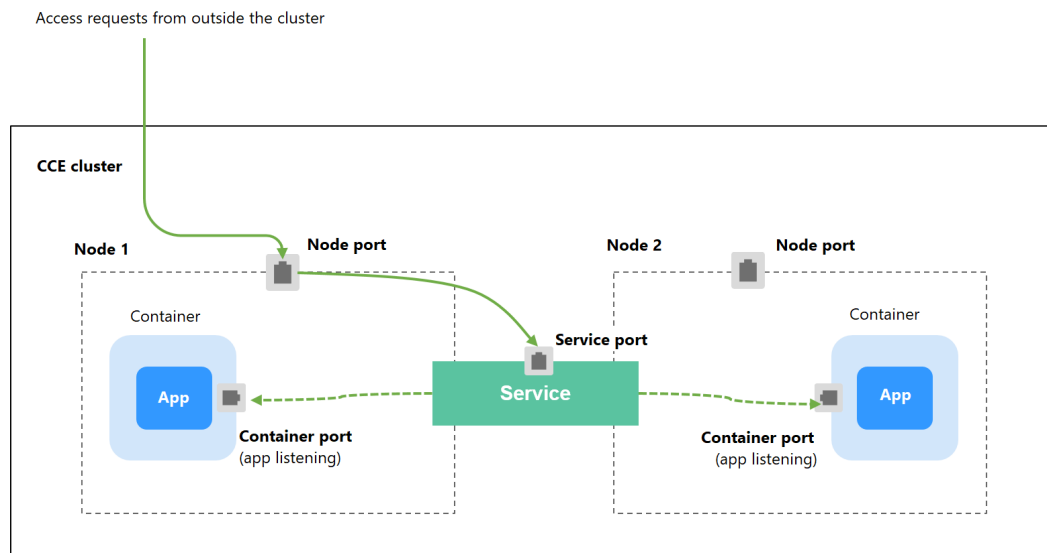 Access requests from outside the cluster
CCE cluster
Node 1
Node port
Node 2
Node port
Container
Container
Service port
App
Service
App
Container port
(app listening)
Container port
(app listening)